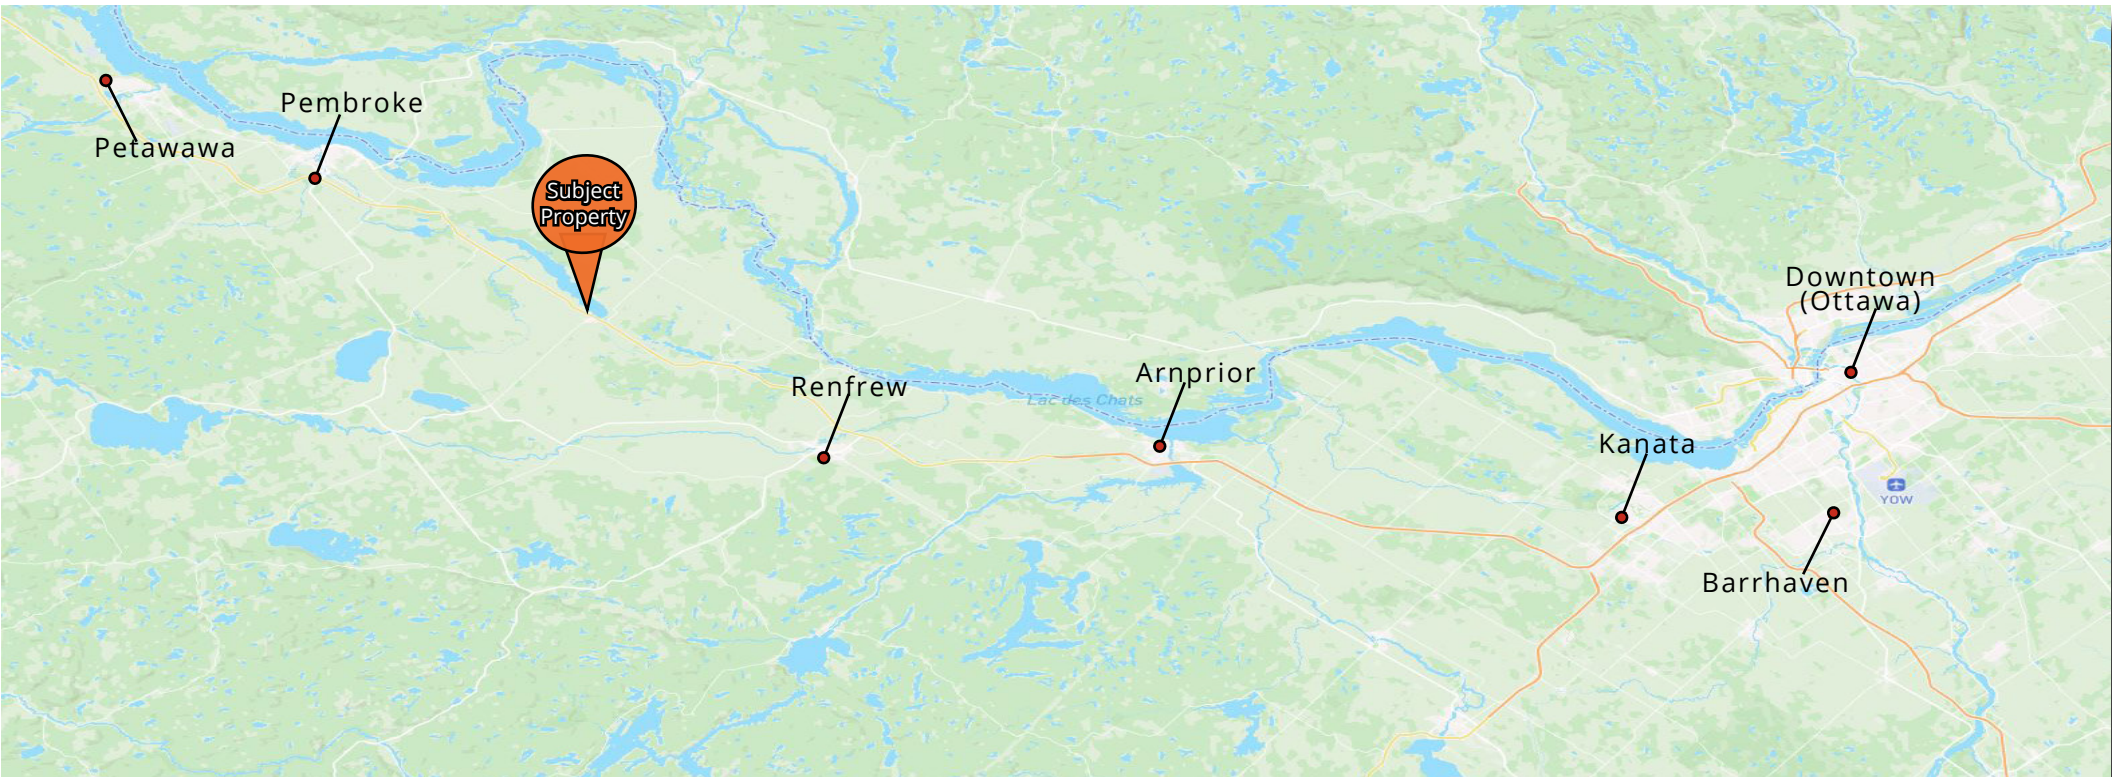 Petawawa
Pembroke
Subject
Property
Renfrew
Arnprior
Lac des Chats
Kanata
Downtown
(Ottawa)
YOW
Barrhaven